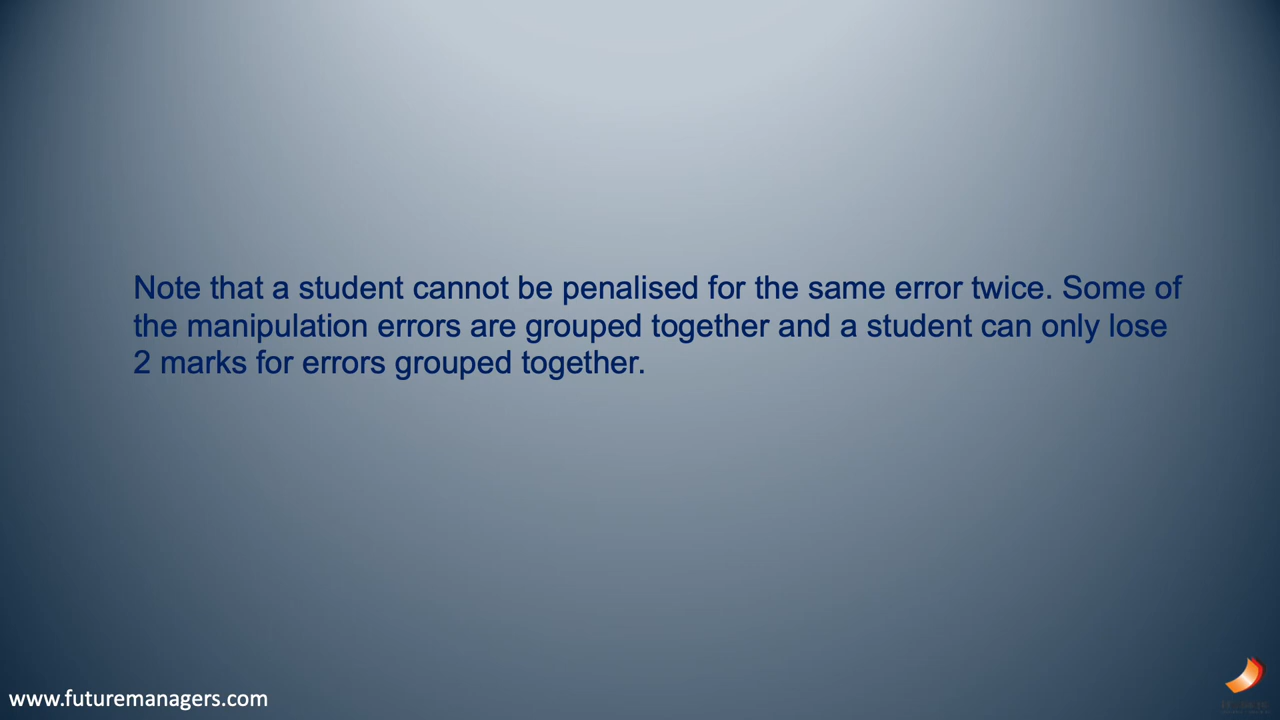 Note that a student cannot be penalised for the same error twice. Some of
the manipulation errors are grouped together and a student can only lose
2 marks for errors grouped together.
www.futuremanagers.com